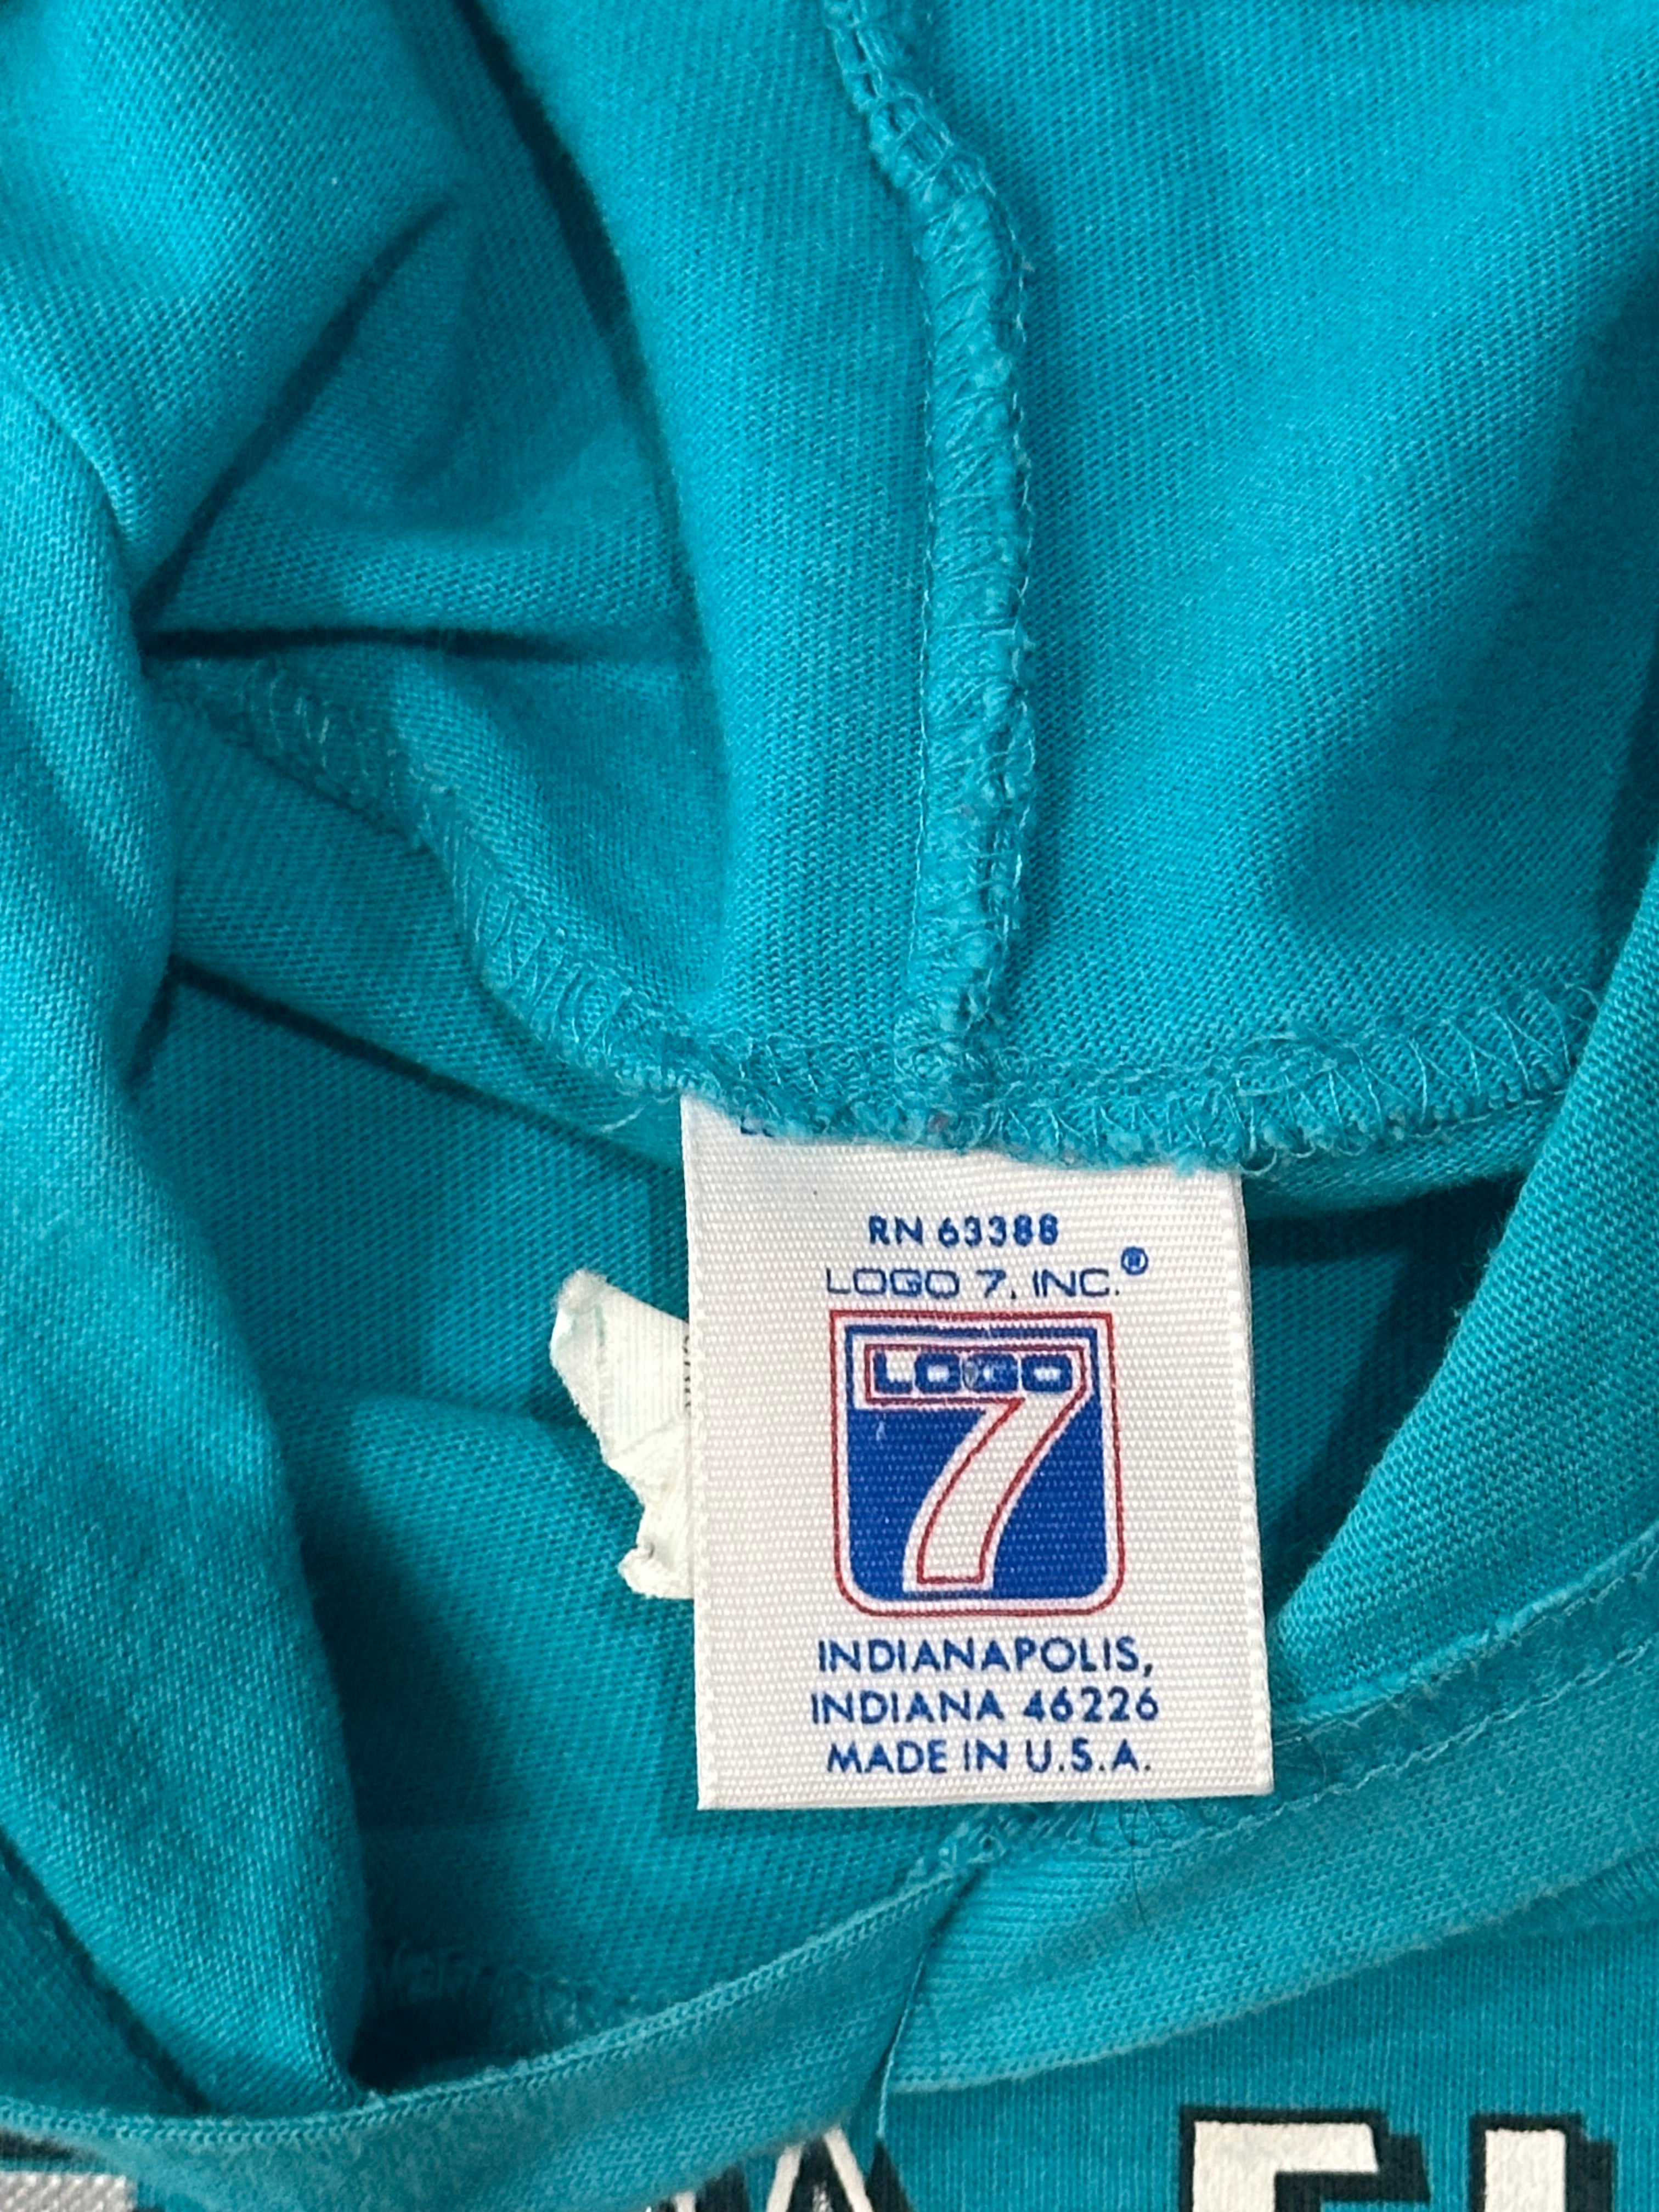 RN 63388
LOGO 7, INC.®
LOGO
7
INDIANAPOLIS,
INDIANA 46226
MADE IN U.S.A.